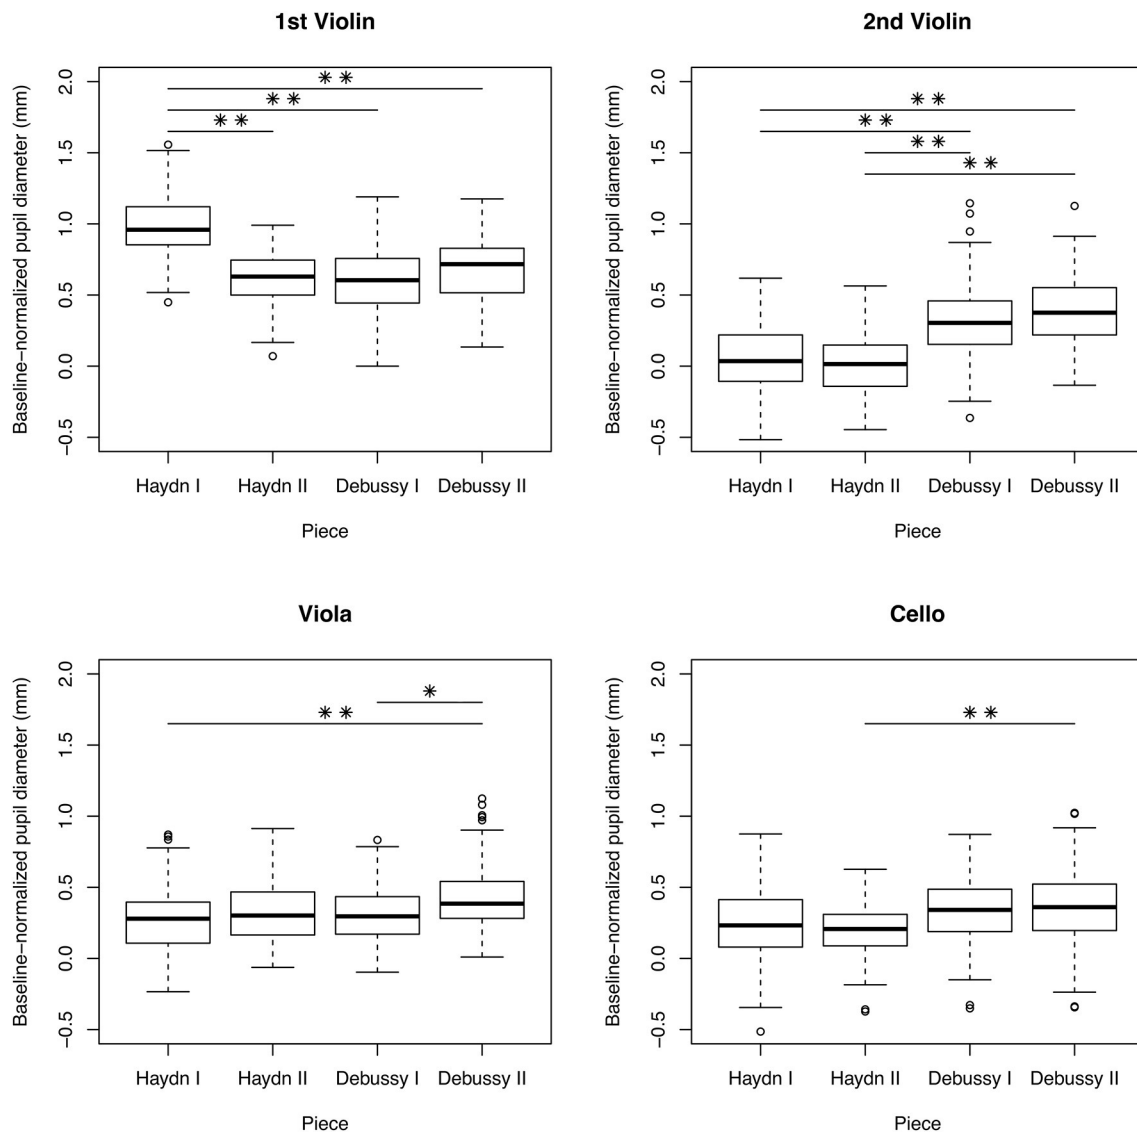 1st Violin
Baseline−normalized pupil diameter (mm)
2.0
1.5
1.0
0.5
0.0
−0.5
* *
* *
* *
Haydn I Haydn II Debussy I Debussy II
Piece
2nd Violin
Baseline−normalized pupil diameter (mm)
2.0
1.5
1.0
0.5
0.0
−0.5
* *
* *
* *
* *
Haydn I Haydn II Debussy I Debussy II
Piece
Viola
Baseline−normalized pupil diameter (mm)
2.0
1.5
1.0
0.5
0.0
−0.5
*
* *
Haydn I Haydn II Debussy I Debussy II
Piece
Cello
Baseline−normalized pupil diameter (mm)
2.0
1.5
1.0
0.5
0.0
−0.5
* *
Haydn I Haydn II Debussy I Debussy II
Piece